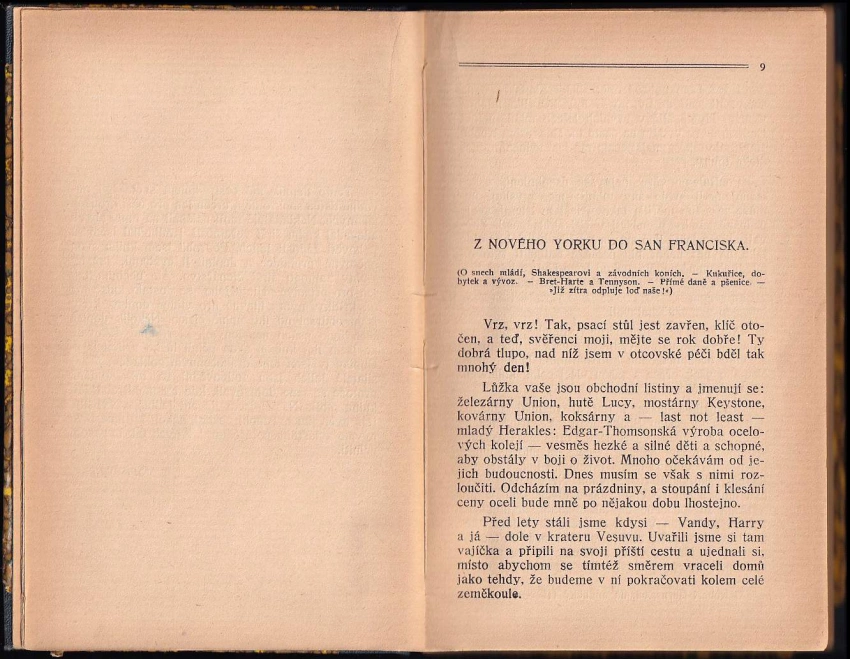 9
Z NOVÉHO YORKU DO SAN FRANCISKA.
(O snech mládí, Shakespearovi a závodních koních. — Kukuřice, do-
bytek a vývoz. — Bret-Harte a Tennyson. — Přímé daně a pšenice. —
»Již zítra odpluje loď naše!«)
Vrz, vrz! Tak, psací stůl jest zavřen, klíč oto-
čen, a teď, svěřenci moji, mějte se rok dobře! Ty
dobrá tlupo, nad níž jsem v otcovské péči bděl tak
mnohý den!
Lůžka vaše jsou obchodní listiny a jmenují se:
železárny Union, hutě Lucy, mostárny Keystone,
kovárny Union, koksárny a — last not least —
mladý Herakles: Edgar-Thomsonská výroba ocelo-
vých kolejí — vesměs hezké a silné děti a schopné,
aby obstály v boji o život. Mnoho očekávám od je-
jich budoucnosti. Dnes musím se však s nimi roz-
loučiti. Odcházím na prázdniny, a stoupání i klesání
ceny oceli bude mně po nějakou dobu lhostejno.
Před lety stáli jsme kdysi — Vandy, Harry
a já — dole v krateru Vesuvu. Uvařili jsme si tam
vajíčka a připili na svoji příští cestu a ujednali si,
místo abychom se tímtéž směrem vraceli domů
jako tehdy, že budeme v ní pokračovati kolem celé
zeměkoule.